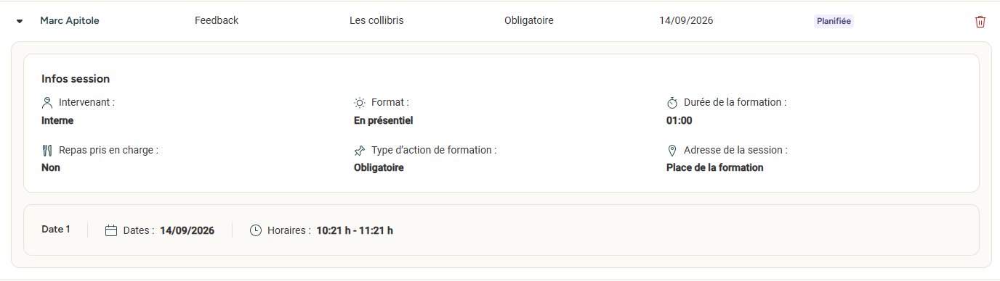 Marc Apitole Feedback Les collibris Obligatoire 14/09/2026 Planifiée
Infos session
Intervenant : Format : Durée de la formation :
Interne En présentiel 01:00
Repas pris en charge : Type d’action de formation : Adresse de la session :
Non Obligatoire Place de la formation
Date 1 Dates : 14/09/2026 Horaires : 10:21 h - 11:21 h